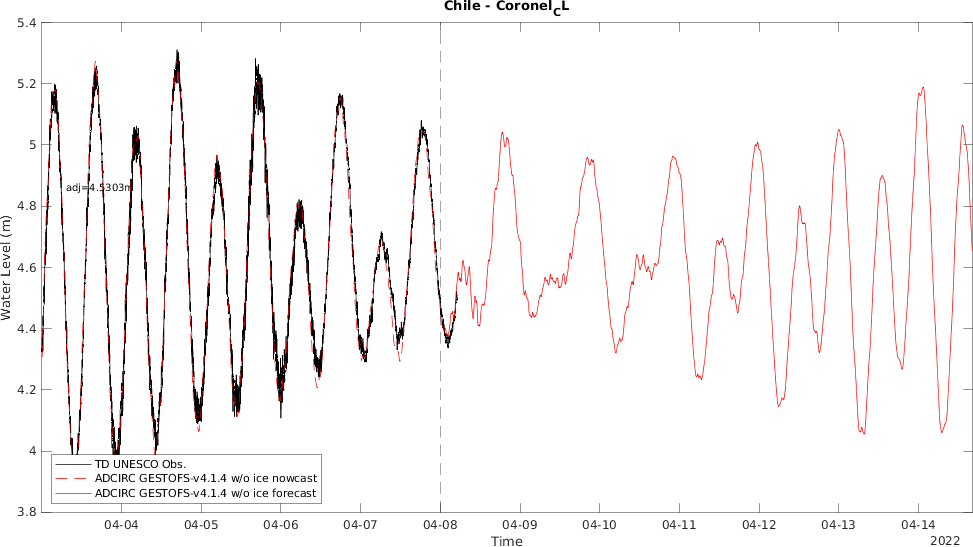 Chile - Coronel_CL
5.4
5.2
5
4.8
4.6
4.4
4.2
4
3.8
Water Level (m)
adj=4.5303m
TD UNESCO Obs.
ADCIRC GESTOFS-v4.1.4 w/o ice nowcast
ADCIRC GESTOFS-v4.1.4 w/o ice forecast
04-04 04-05 04-06 04-07 04-08 04-09 04-10 04-11 04-12 04-13 04-14
Time
2022